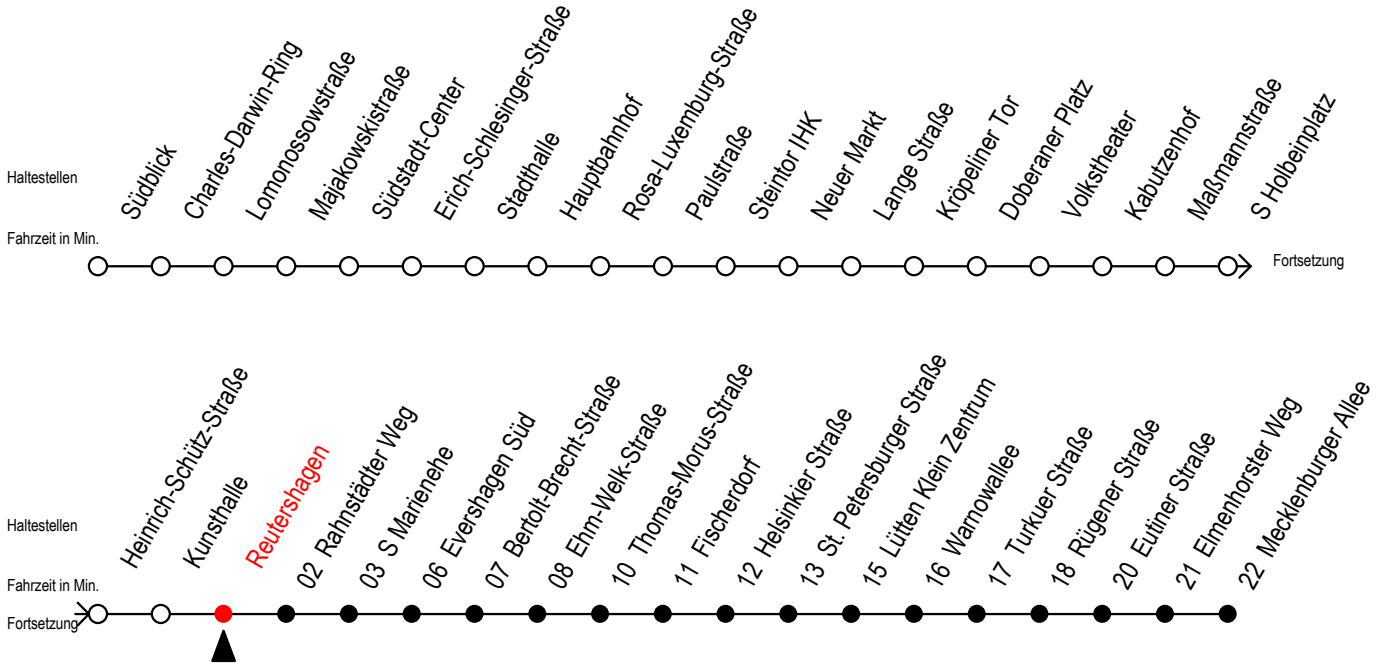 Haltestellen
Südblick
Charles-Darwin-Ring
Lomonossowstraße
Majakowskistraße
Südstadt-Center
Erich-Schlesinger-Straße
Stadthalle
Hauptbahnhof
Rosa-Luxemburg-Straße
Paulstraße
Steintor IHK
Neuer Markt
Lange Straße
Kröpeliner Tor
Doberaner Platz
Volkstheater
Kabutzenhof
Maßmannstraße
S Holbeinplatz
Fahrzeit in Min.
Fortsetzung
Haltestellen
Heinrich-Schütz-Straße
Kunsthalle
Reutershagen
02 Rahnstädter Weg
03 S Marienehe
06 Evershagen Süd
07 Bertolt-Brecht-Straße
08 Ehm-Welk-Straße
10 Thomas-Morus-Straße
11 Fischerdorf
12 Helsinkier Straße
13 St. Petersburger Straße
15 Lütten Klein Zentrum
16 Warnowallee
17 Turkuer Straße
18 Rügener Straße
20 Eutiner Straße
21 Elmenhorster Weg
22 Mecklenburger Allee
Fahrzeit in Min.
Fortsetzung